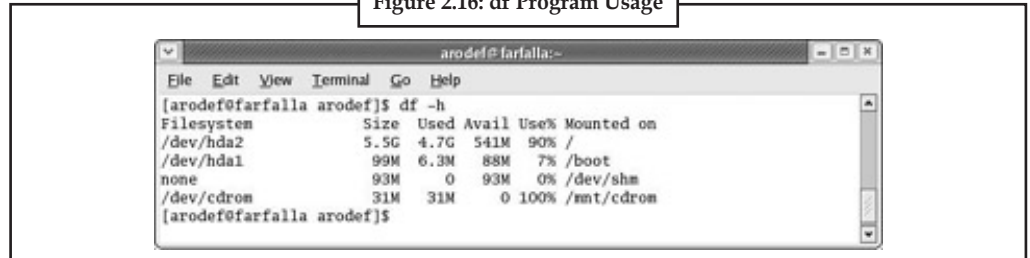 Figure 2.16: df Program Usage
arodef@farfalla:~
File Edit View Terminal Go Help
[arodef@farfalla arodef]$ df -h
Filesystem Size Used Avail Use% Mounted on
/dev/hda2 5.5G 4.7G 541M 90% /
/dev/hda1 99M 6.3M 88M 7% /boot
none 93M 0 93M 0% /dev/shm
/dev/cdrom 31M 31M 0 100% /mnt/cdrom
[arodef@farfalla arodef]$